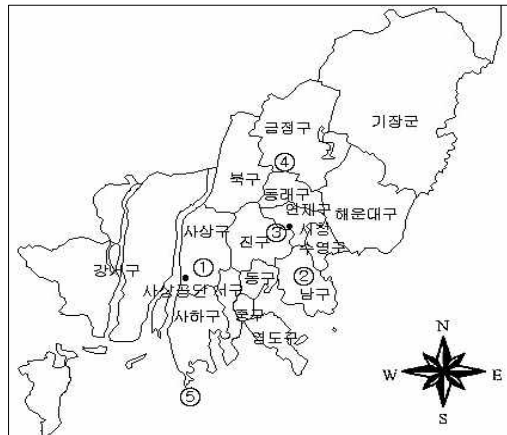 금정구
기장군
④
북구
동래구
연제구
해운대구
사상구
진구
③
시청
수영구
강서구
①
동구
②
남구
사상공단
서구
사하구
중구
영도구
⑤
N
W
E
S